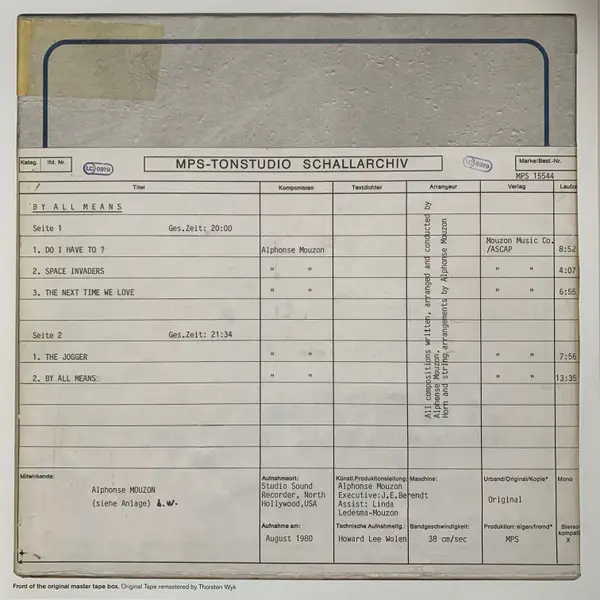 Kateg.
lfd. Nr.
LC 0979
MPS-TONSTUDIO SCHALLARCHIV
LC 0979
Marke/Best.-Nr.
MPS 15544
Titel
Komponisten
Textdichter
Arrangeur
Verlag
Laufz
BY ALL MEANS
Seite 1 Ges.Zeit: 20:00
1. DO I HAVE TO ? Alphonse Mouzon Mouzon Music Co. /ASCAP 8:52
2. SPACE INVADERS " " " " 4:07
3. THE NEXT TIME WE LOVE " " " " 6:55
Seite 2 Ges.Zeit: 21:34
1. THE JOGGER " " " " 7:56
2. BY ALL MEANS " " " " 13:35
All compositions written, arranged and conducted by
Alphonse Mouzon.
Horn and string arrangements by Alphonse Mouzon
Mitwirkende:
Alphonse MOUZON
(siehe Anlage)
Aufnahmeort:
Studio Sound
Recorder, North
Hollywood,USA
Künstl.Produktionsleitung:
Alphonse Mouzon
Executive:J.E.Berendt
Assist: Linda
Ledesma-Mouzon
Maschine:
Urband/Original/Kopie*
Original
Mono
Aufnahme am:
August 1980
Technische Aufnahmeltg.:
Howard Lee Wolen
Bandgeschwindigkeit:
38 cm/sec
Produktion: eigen/fremd*
MPS
Stereo
kompati
X
Front of the original master tape box. Original Tape remastered by Thorsten Wyk